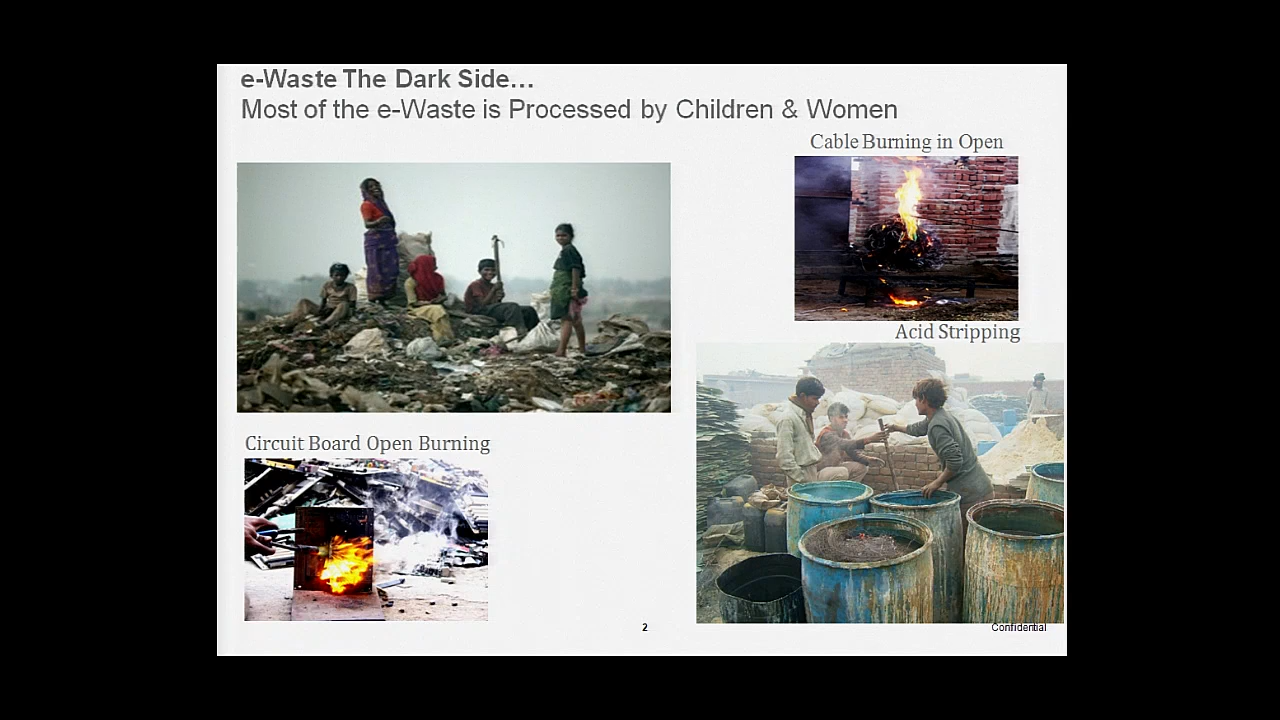 e-Waste The Dark Side...
Most of the e-Waste is Processed by Children & Women
Cable Burning in Open
Acid Stripping
Circuit Board Open Burning
2
Confidential